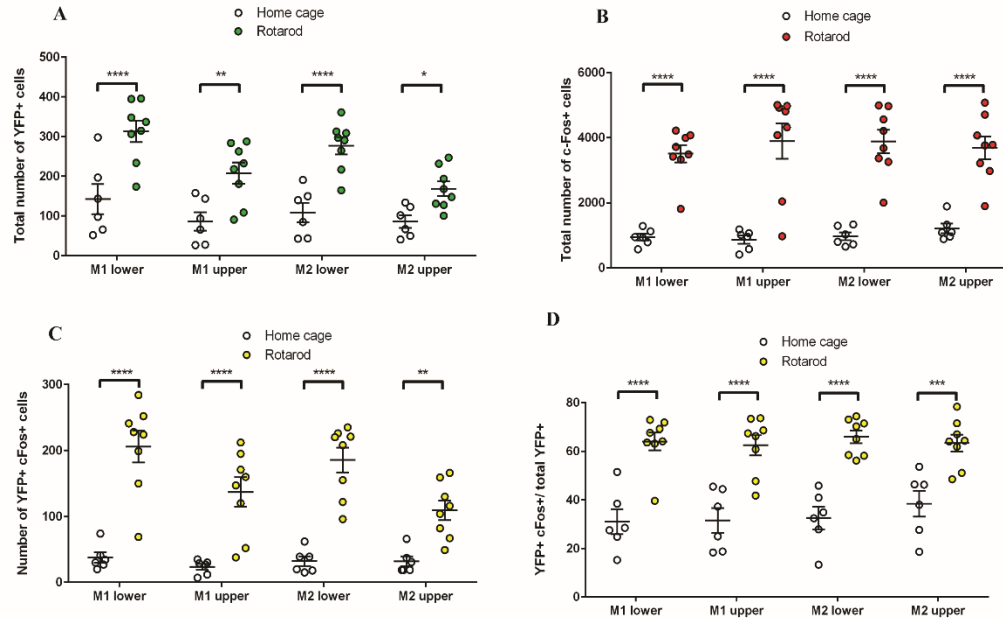 A
Home cage
Rotarod
Total number of YFP+ cells
500
400
300
200
100
0
**** ** **** *
M1 lower M1 upper M2 lower M2 upper
B
Home cage
Rotarod
Total number of c-Fos+ cells
6000
4000
2000
0
**** **** **** ****
M1 lower M1 upper M2 lower M2 upper
C
Home cage
Rotarod
Number of YFP+ cFos+ cells
300
200
100
0
**** **** **** **
M1 lower M1 upper M2 lower M2 upper
D
Home cage
Rotarod
YFP+ cFos+/ total YFP+
80
60
40
20
0
**** **** **** ***
M1 lower M1 upper M2 lower M2 upper